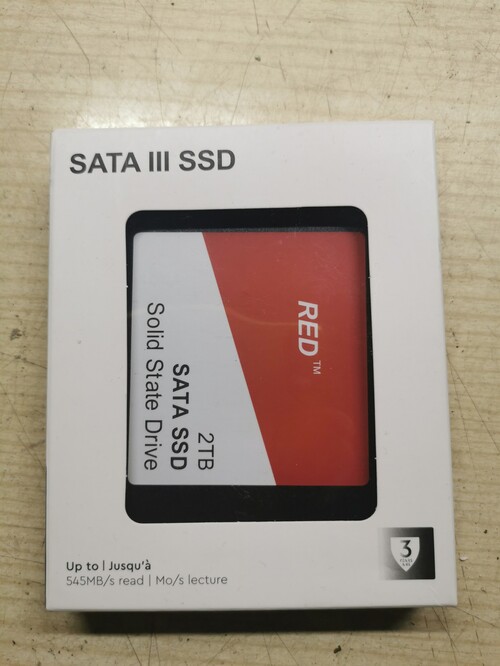 SATA III SSD
RED™
2TB
SATA SSD
Solid State Drive
Up to | Jusqu'à
545MB/s read | Mo/s lecture
3